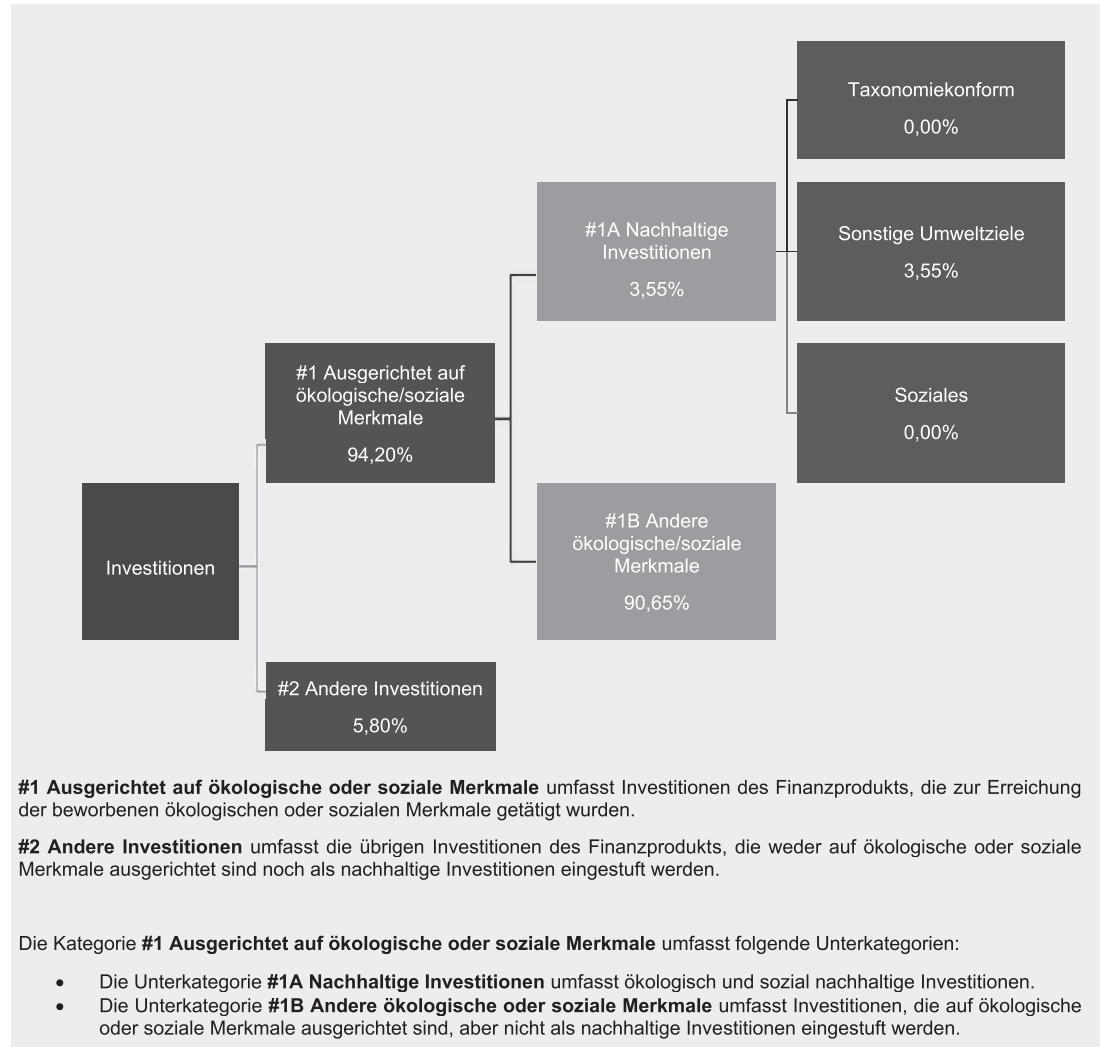 Taxonomiekonform
0,00%
#1A Nachhaltige
Investitionen
3,55%
Sonstige Umweltziele
3,55%
#1 Ausgerichtet auf
ökologische/soziale
Merkmale
94,20%
Soziales
0,00%
Investitionen
#1B Andere
ökologische/soziale
Merkmale
90,65%
#2 Andere Investitionen
5,80%
#1 Ausgerichtet auf ökologische oder soziale Merkmale umfasst Investitionen des Finanzprodukts, die zur Erreichung
der beworbenen ökologischen oder sozialen Merkmale getätigt wurden.
#2 Andere Investitionen umfasst die übrigen Investitionen des Finanzprodukts, die weder auf ökologische oder soziale
Merkmale ausgerichtet sind noch als nachhaltige Investitionen eingestuft werden.
Die Kategorie #1 Ausgerichtet auf ökologische oder soziale Merkmale umfasst folgende Unterkategorien:
• Die Unterkategorie #1A Nachhaltige Investitionen umfasst ökologisch und sozial nachhaltige Investitionen.
• Die Unterkategorie #1B Andere ökologische oder soziale Merkmale umfasst Investitionen, die auf ökologische
oder soziale Merkmale ausgerichtet sind, aber nicht als nachhaltige Investitionen eingestuft werden.